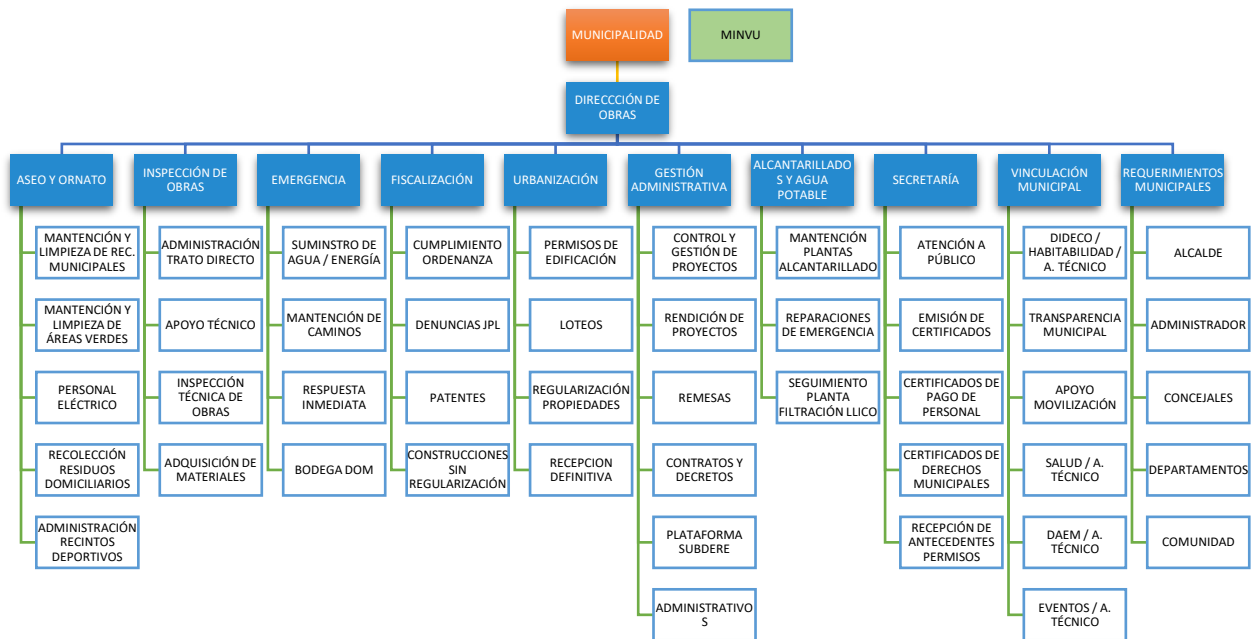 MUNICIPALIDAD
MINVU
DIRECCCIÓN DE
OBRAS
ASEO Y ORNATO
INSPECCIÓN DE
OBRAS
EMERGENCIA
FISCALIZACIÓN
URBANIZACIÓN
GESTIÓN
ADMINISTRATIVA
ALCANTARILLADO
S Y AGUA
POTABLE
SECRETARÍA
VINCULACIÓN
MUNICIPAL
REQUERIMIENTOS
MUNICIPALES
MANTENCIÓN Y
LIMPIEZA DE REC.
MUNICIPALES
MANTENCIÓN Y
LIMPIEZA DE
ÁREAS VERDES
PERSONAL
ELÉCTRICO
RECOLECCIÓN
RESIDUOS
DOMICILIARIOS
ADMINISTRACIÓN
RECINTOS
DEPORTIVOS
ADMINISTRACIÓN
TRATO DIRECTO
APOYO TÉCNICO
INSPECCIÓN
TÉCNICA DE
OBRAS
ADQUISICIÓN DE
MATERIALES
SUMINSTRO DE
AGUA / ENERGÍA
MANTENCIÓN DE
CAMINOS
RESPUESTA
INMEDIATA
BODEGA DOM
CUMPLIMIENTO
ORDENANZA
DENUNCIAS JPL
PATENTES
CONSTRUCCIONES
SIN
REGULARIZACIÓN
PERMISOS DE
EDIFICACIÓN
LOTEOS
REGULARIZACIÓN
PROPIEDADES
RECEPCION
DEFINITIVA
CONTROL Y
GESTIÓN DE
PROYECTOS
RENDICIÓN DE
PROYECTOS
REMESAS
CONTRATOS Y
DECRETOS
PLATAFORMA
SUBDERE
ADMINISTRATIVO
S
MANTENCIÓN
PLANTAS
ALCANTARILLADO
REPARACIONES
DE EMERGENCIA
SEGUIMIENTO
PLANTA
FILTRACIÓN LLICO
ATENCIÓN A
PÚBLICO
EMISIÓN DE
CERTIFICADOS
CERTIFICADOS DE
PAGO DE
PERSONAL
CERTIFICADOS DE
DERECHOS
MUNICIPALES
RECEPCIÓN DE
ANTECEDENTES
PERMISOS
DIDECO /
HABITABILIDAD /
A. TÉCNICO
TRANSPARENCIA
MUNICIPAL
APOYO
MOVILIZACIÓN
SALUD / A.
TÉCNICO
DAEM / A.
TÉCNICO
EVENTOS / A.
TÉCNICO
ALCALDE
ADMINISTRADOR
CONCEJALES
DEPARTAMENTOS
COMUNIDAD